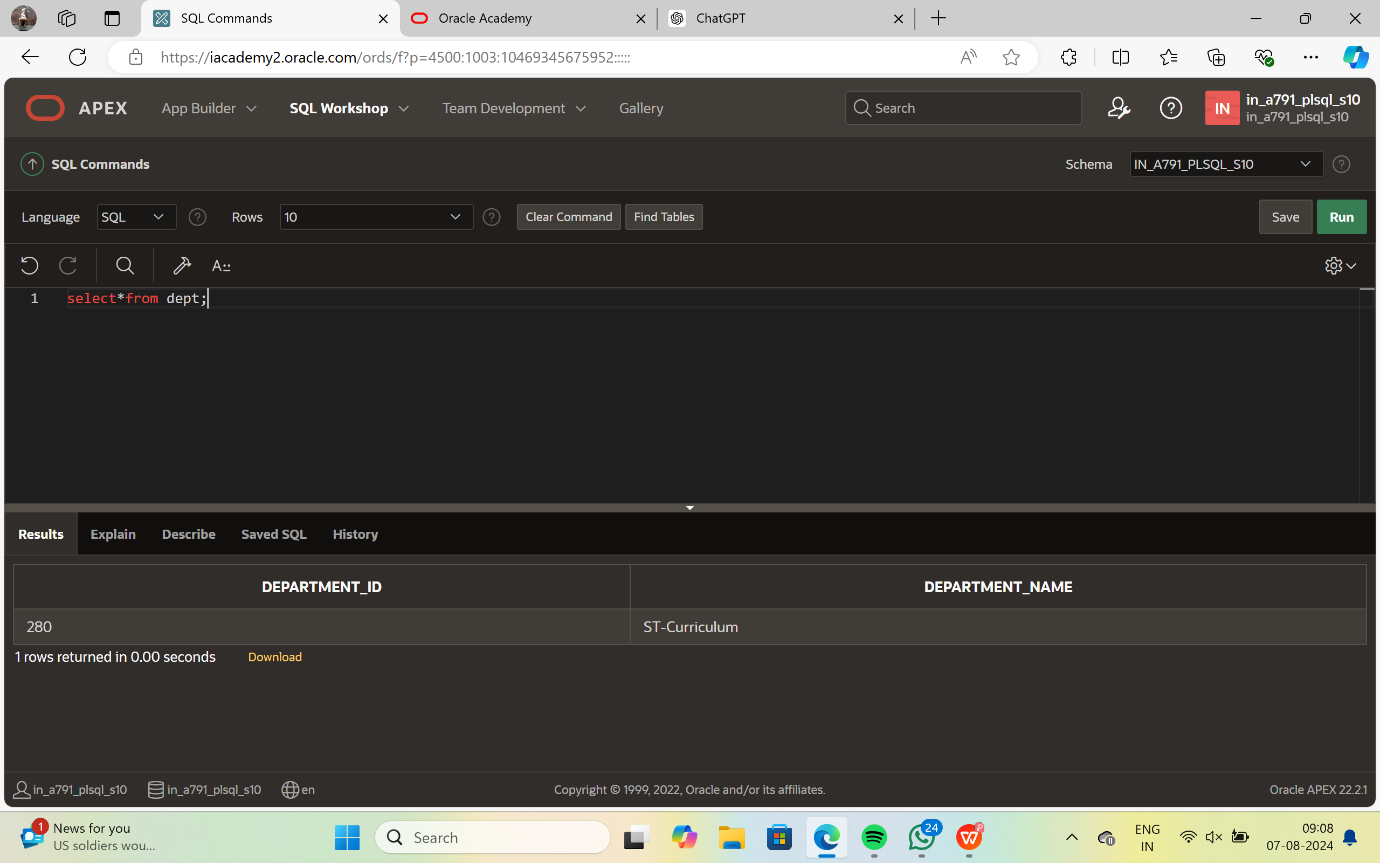 SQL Commands
Oracle Academy
ChatGPT
https://iacademy2.oracle.com/ords/f?p=4500:1003:10469345675952:::::
APEX App Builder SQL Workshop Team Development Gallery Search IN in_a791_plsql_s10
in_a791_plsql_s10
SQL Commands Schema IN_A791_PLSQL_S10
Language SQL Rows 10 Clear Command Find Tables Save Run
1 select*from dept;
Results Explain Describe Saved SQL History
DEPARTMENT_ID DEPARTMENT_NAME
280 ST-Curriculum
1 rows returned in 0.00 seconds Download
in_a791_plsql_s10 in_a791_plsql_s10 en Copyright © 1999, 2022, Oracle and/or its affiliates. Oracle APEX 22.2.1
1 News for you
US soldiers wou...
Search
24
ENG
IN
09:08
07-08-2024